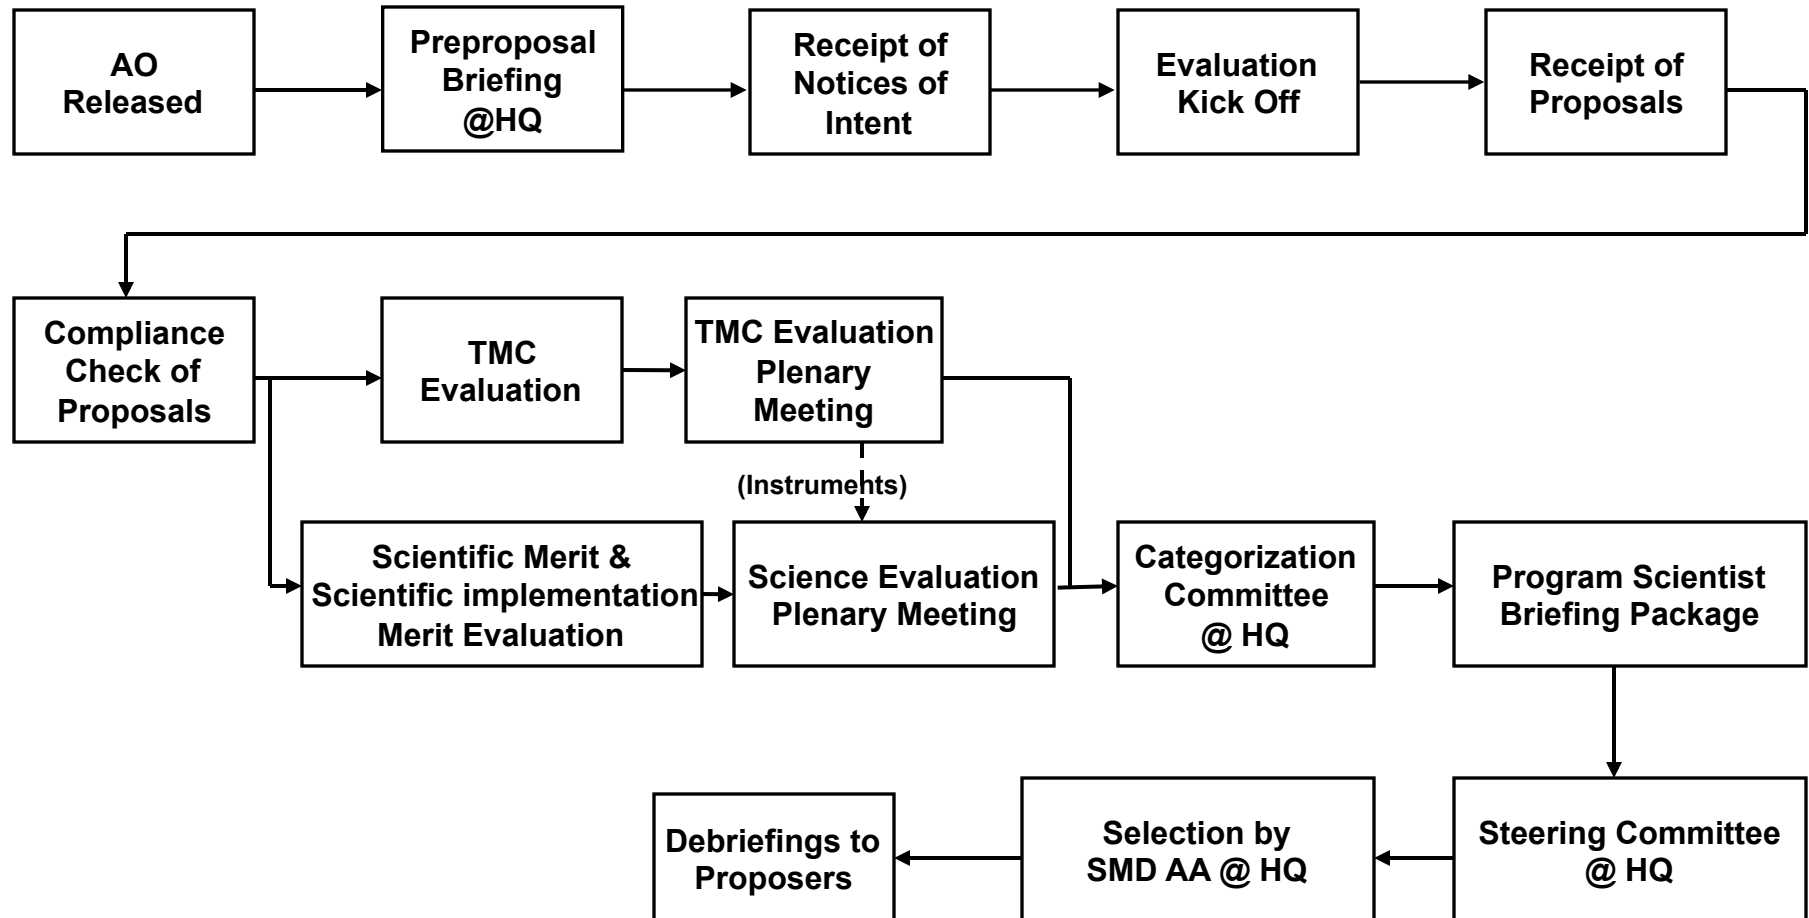 AO
Released
Preproposal
Briefing
@HQ
Receipt of
Notices of
Intent
Evaluation
Kick Off
Receipt of
Proposals
Compliance
Check of
Proposals
TMC
Evaluation
TMC Evaluation
Plenary
Meeting
(Instruments)
Scientific Merit &
Scientific implementation
Merit Evaluation
Science Evaluation
Plenary Meeting
Categorization
Committee
@ HQ
Program Scientist
Briefing Package
Debriefings to
Proposers
Selection by
SMD AA @ HQ
Steering Committee
@ HQ